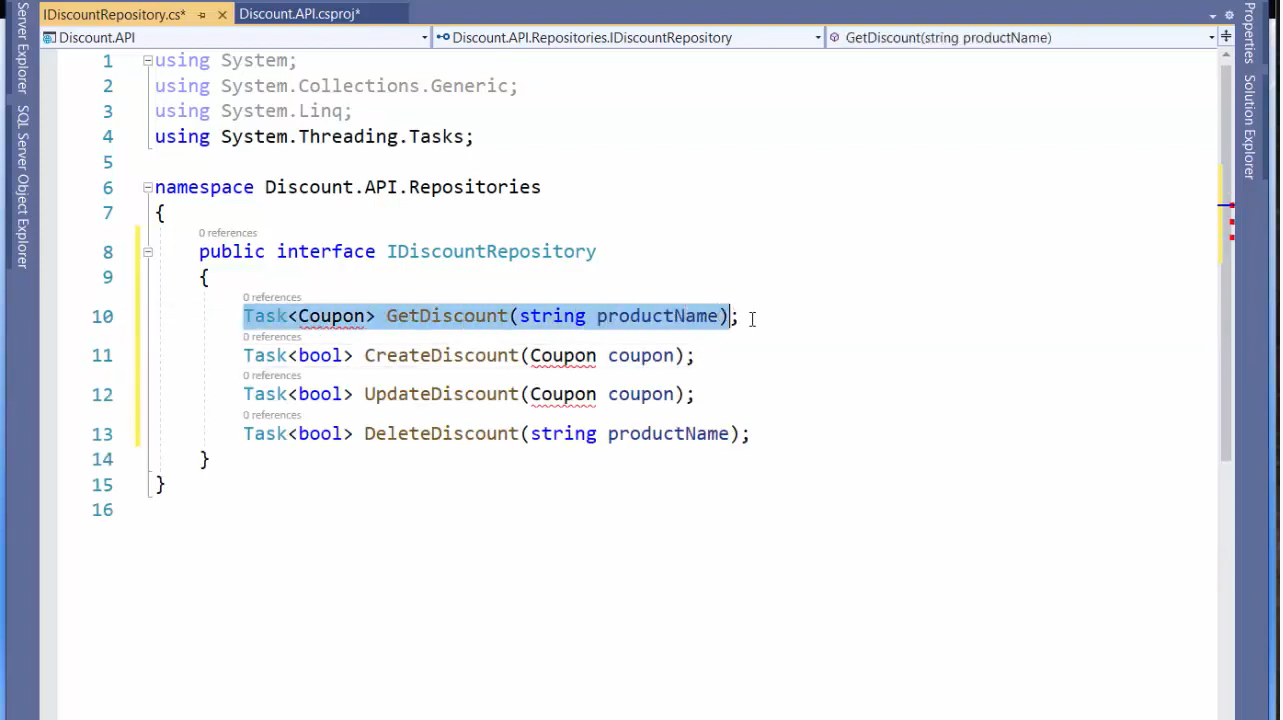 IDiscountRepository.cs*
Discount.API.csproj*
Discount.API
Discount.API.Repositories.IDiscountRepository
GetDiscount(string productName)
Server Explorer
SQL Server Object Explorer
1 using System;
2 using System.Collections.Generic;
3 using System.Linq;
4 using System.Threading.Tasks;
5
6 namespace Discount.API.Repositories
7 {
0 references
8 public interface IDiscountRepository
9 {
0 references
10 Task<Coupon> GetDiscount(string productName);
0 references
11 Task<bool> CreateDiscount(Coupon coupon);
0 references
12 Task<bool> UpdateDiscount(Coupon coupon);
0 references
13 Task<bool> DeleteDiscount(string productName);
14 }
15 }
16
Properties
Solution Explorer